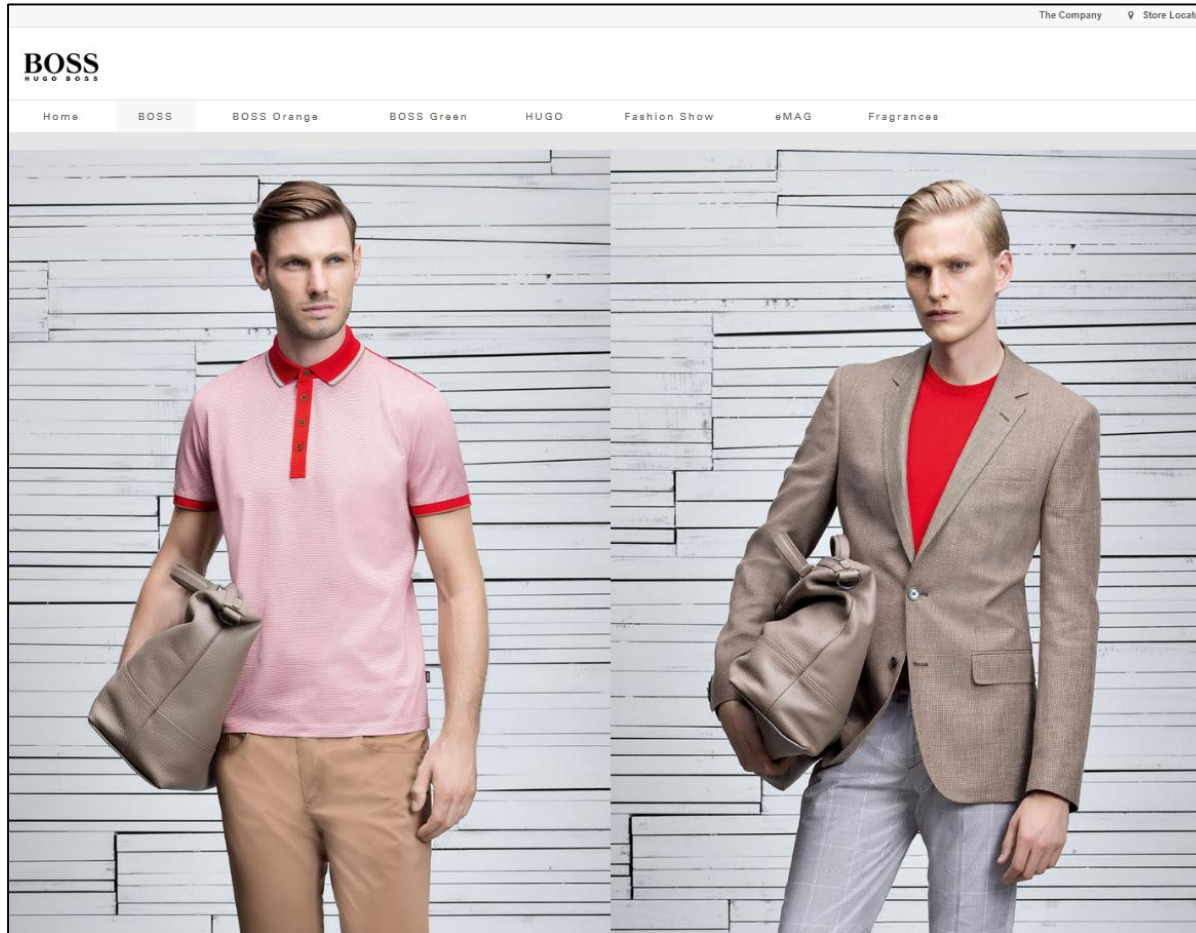 The Company Store Locat
BOSS
HUGO BOSS
Home BOSS BOSS Orange BOSS Green HUGO Fashion Show eMAG Fragrances